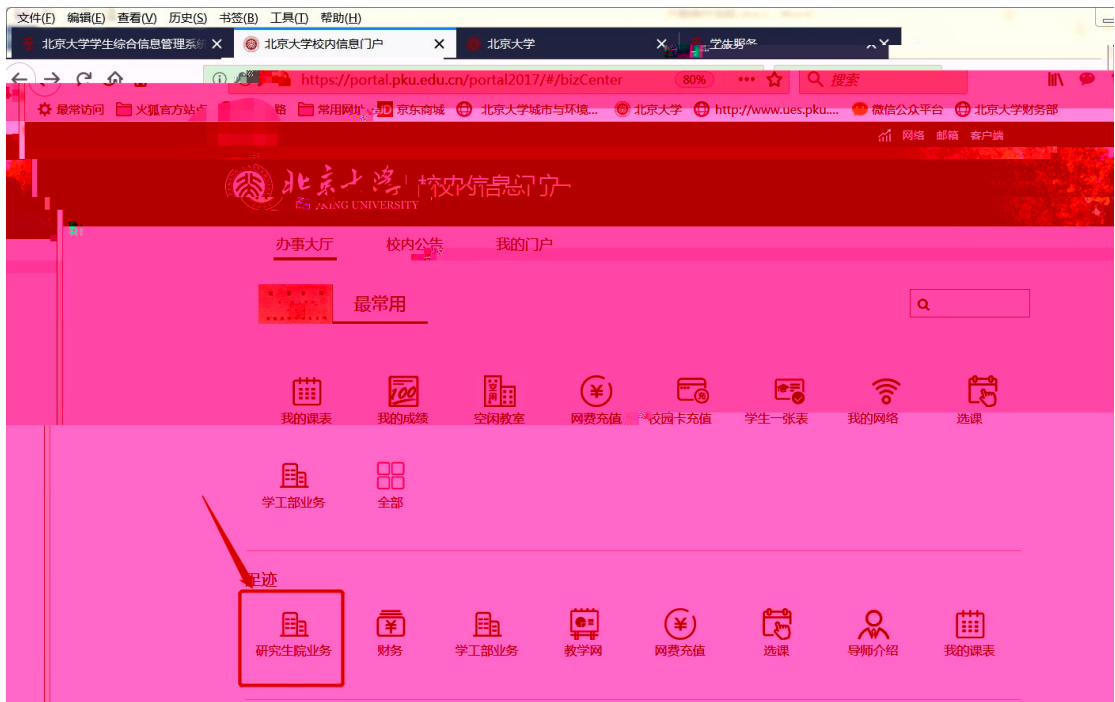 文件(F) 编辑(E) 查看(V) 历史(S) 书签(B) 工具(T) 帮助(H)
北京大学学生综合信息管理系统 × 北京大学校内信息门户 × 北京大学 ×
https://portal.pku.edu.cn/portal2017/#/bizCenter 80% 搜索
最常访问 火狐官方站点 常用网址 JD 京东商城 北京大学城市与环境... 北京大学 http://www.ues.pku.... 微信公众平台 北京大学财务部
网络 邮箱 客户端
北京大学 校内信息门户
UNIVERSITY
办事大厅 校内公告 我的门户
最常用
我的课表 我的成绩 空闲教室 网费充值 校园卡充值 学生一张表 我的网络 选课
学工部业务 全部
足迹
研究生院业务 财务 学工部业务 教学网 网费充值 选课 导师介绍 我的课表